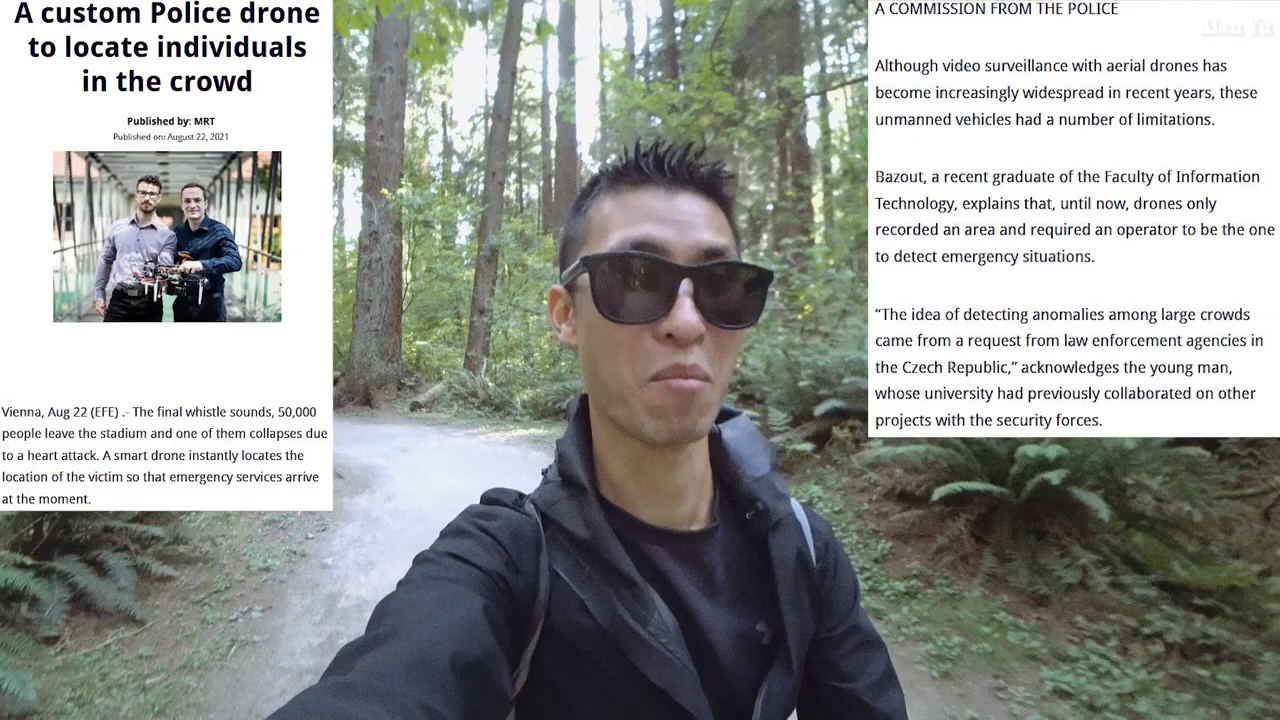 A custom Police drone
to locate individuals
in the crowd
Published by: MRT
Published on: August 22, 2021
Vienna, Aug 22 (EFE) .- The final whistle sounds, 50,000
people leave the stadium and one of them collapses due
to a heart attack. A smart drone instantly locates the
location of the victim so that emergency services arrive
at the moment.
A COMMISSION FROM THE POLICE
Although video surveillance with aerial drones has
become increasingly widespread in recent years, these
unmanned vehicles had a number of limitations.
Bazout, a recent graduate of the Faculty of Information
Technology, explains that, until now, drones only
recorded an area and required an operator to be the one
to detect emergency situations.
“The idea of detecting anomalies among large crowds
came from a request from law enforcement agencies in
the Czech Republic,” acknowledges the young man,
whose university had previously collaborated on other
projects with the security forces.